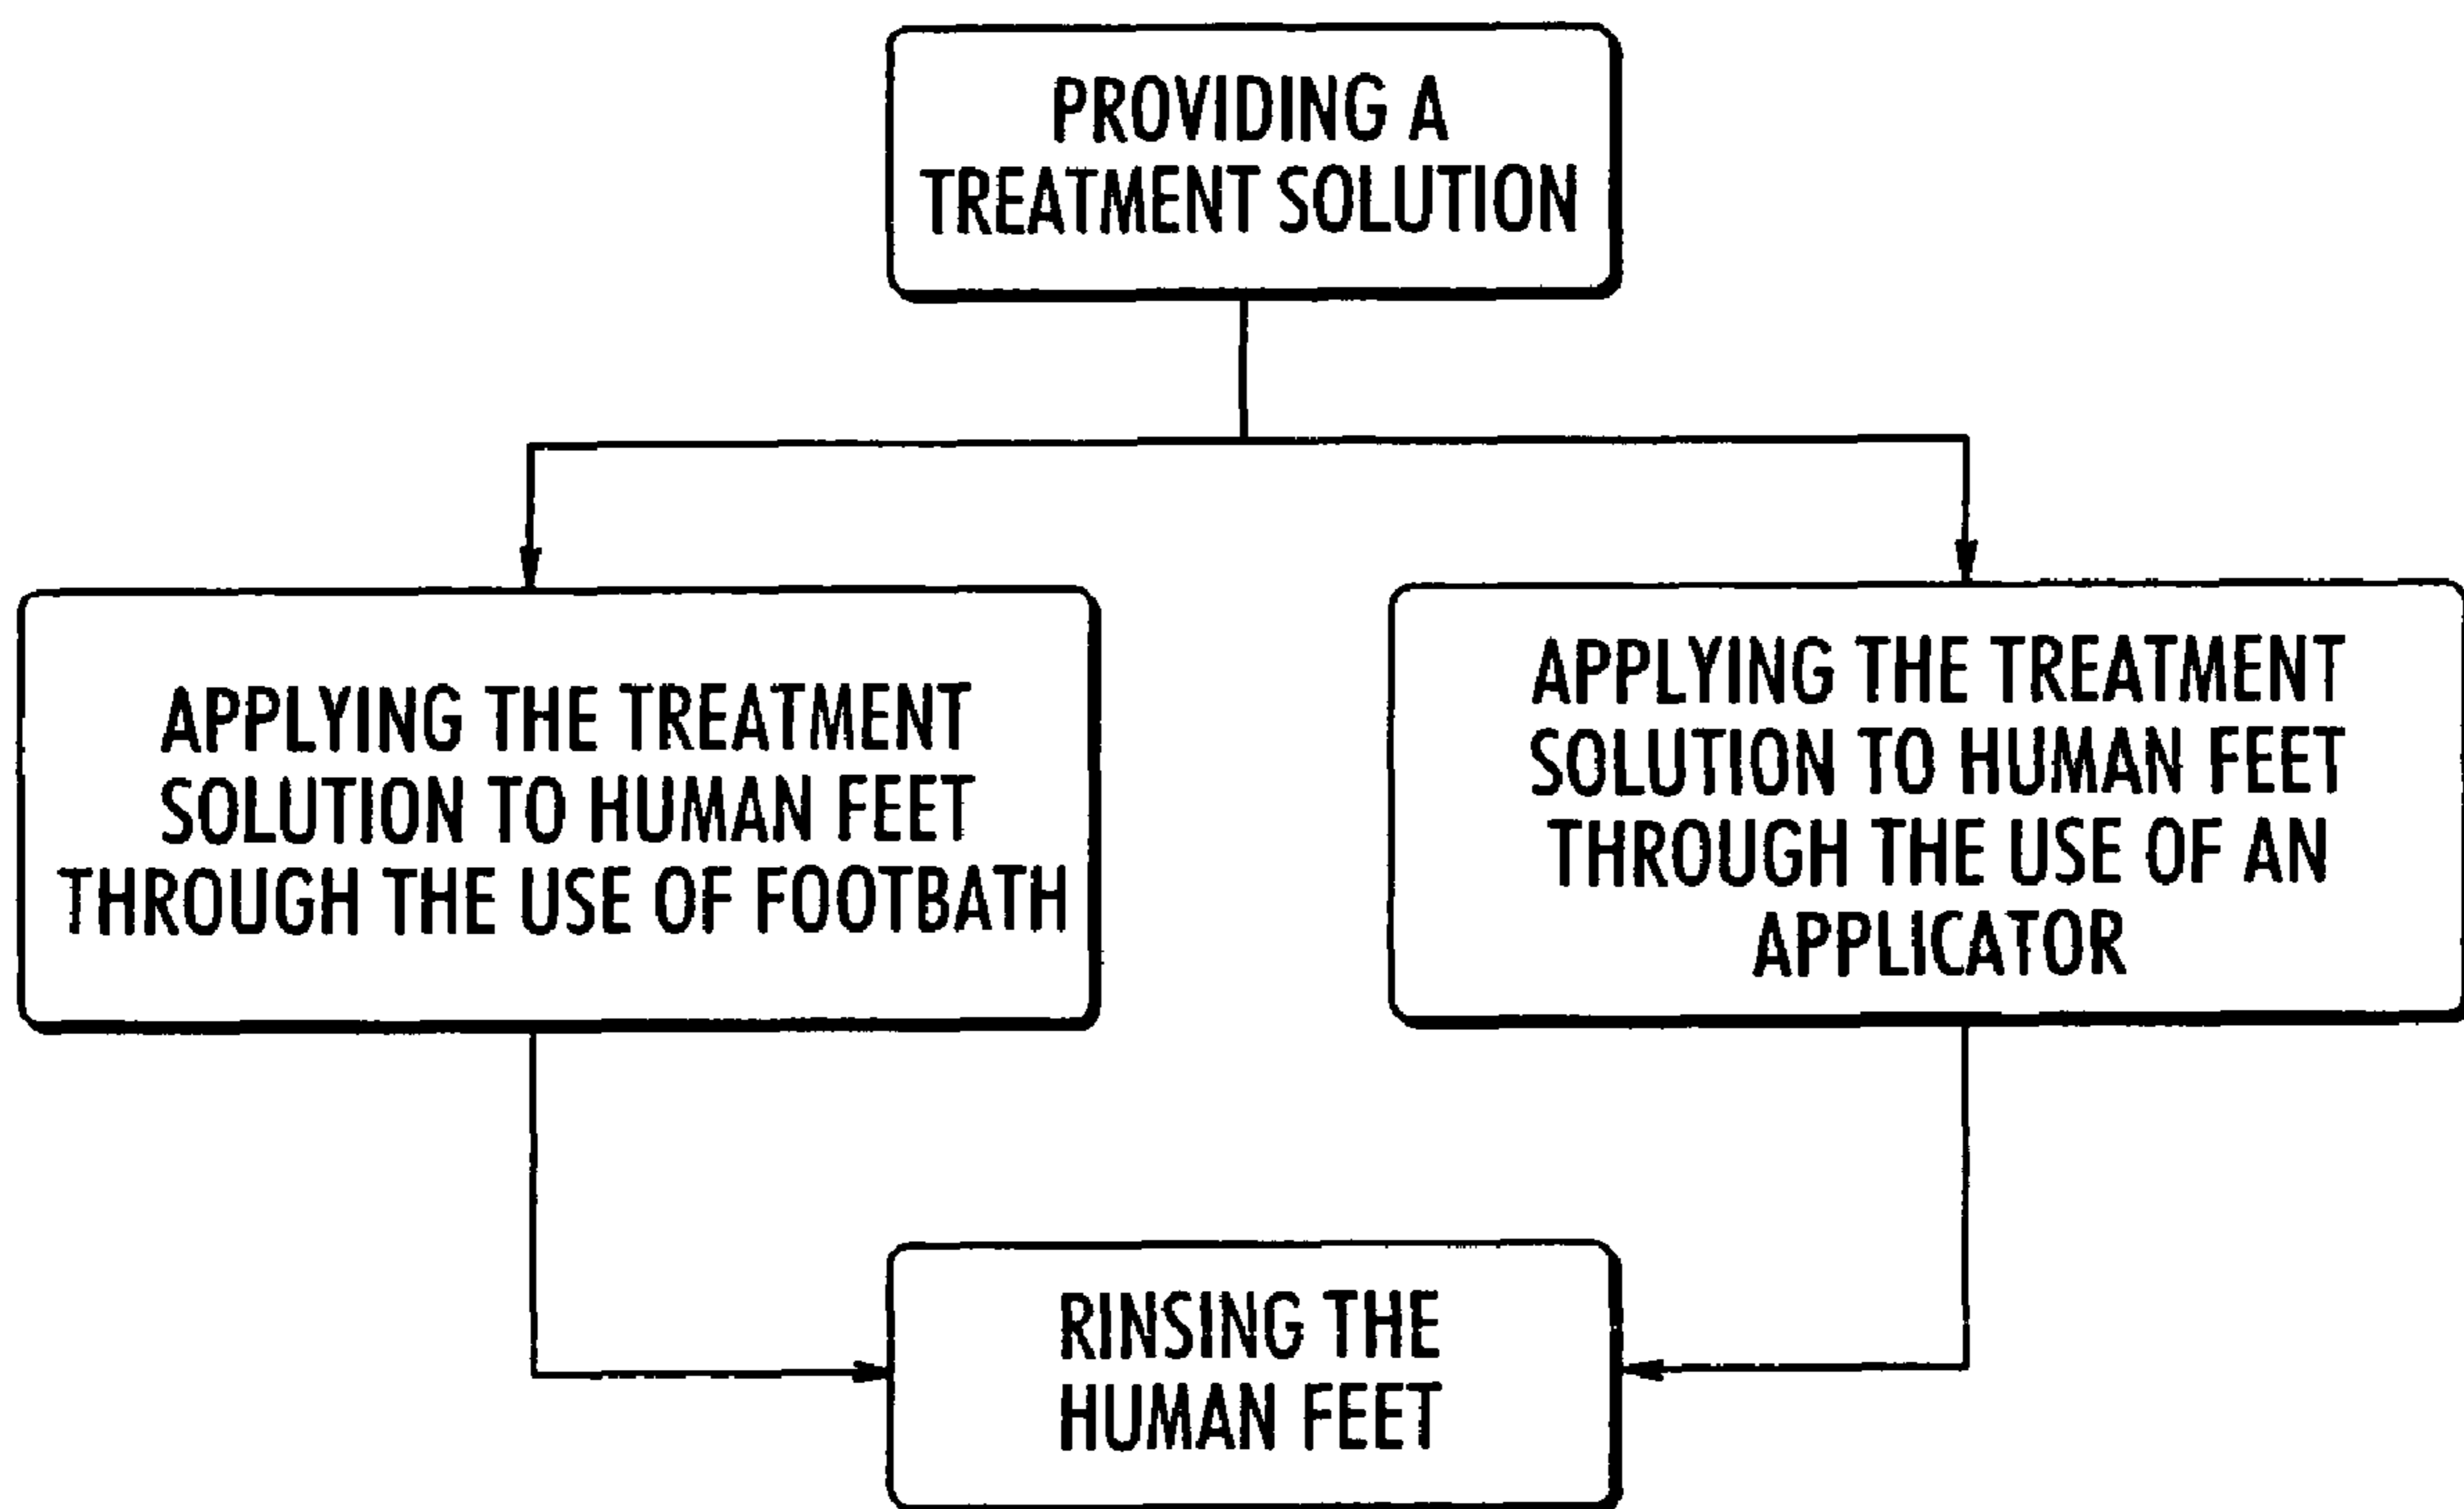 PROVIDING A
TREATMENT SOLUTION
APPLYING THE TREATMENT
SOLUTION TO HUMAN FEET
THROUGH THE USE OF FOOTBATH
APPLYING THE TREATMENT
SOLUTION TO HUMAN FEET
THROUGH THE USE OF AN
APPLICATOR
RINSING THE
HUMAN FEET